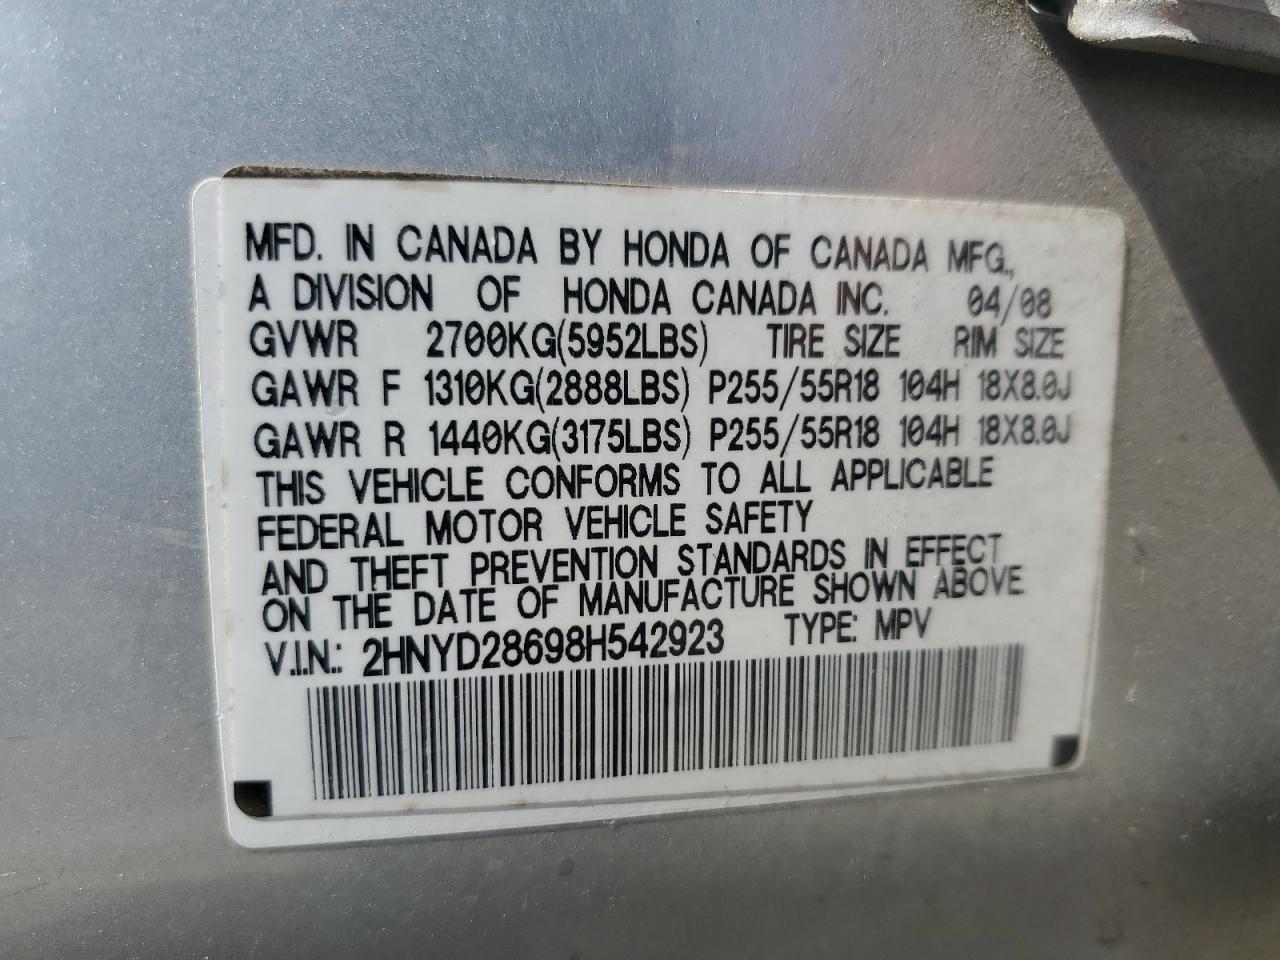 MFD. IN CANADA BY HONDA OF CANADA MFG.,
A DIVISION OF HONDA CANADA INC. 04/08
GVWR 2700KG(5952LBS) TIRE SIZE RIM SIZE
GAWR F 1310KG(2888LBS) P255/55R18 104H 18X8.0J
GAWR R 1440KG(3175LBS) P255/55R18 104H 18X8.0J
THIS VEHICLE CONFORMS TO ALL APPLICABLE
FEDERAL MOTOR VEHICLE SAFETY
AND THEFT PREVENTION STANDARDS IN EFFECT
ON THE DATE OF MANUFACTURE SHOWN ABOVE
V.I.N.: 2HNYD28698H542923 TYPE: MPV